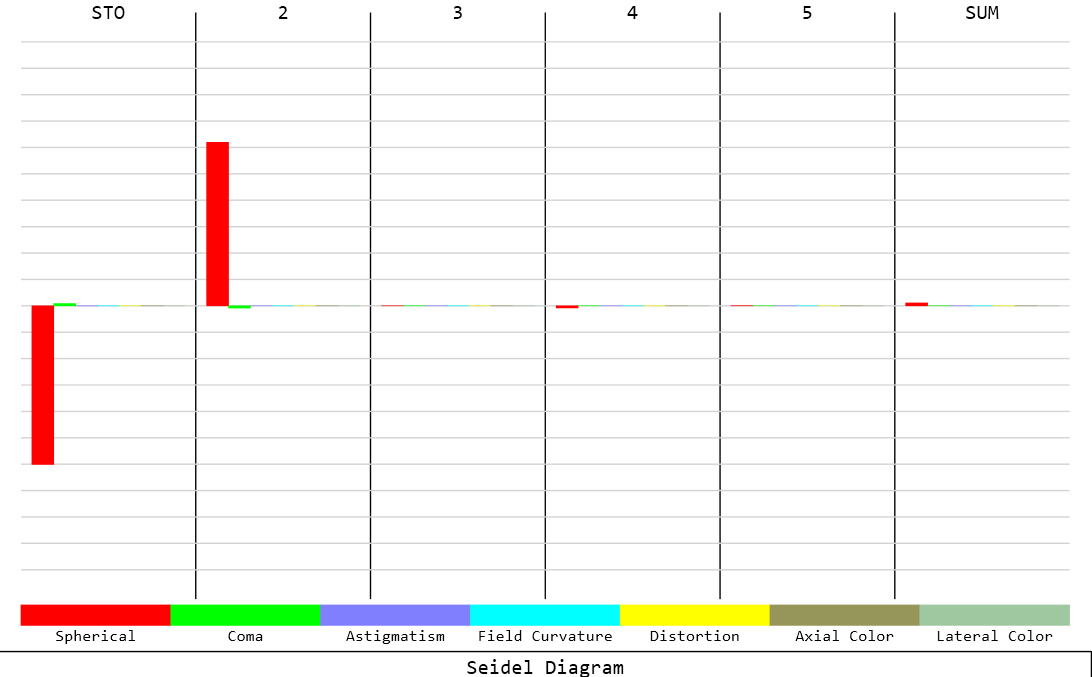 STO 2 3 4 5 SUM
Spherical Coma Astigmatism Field Curvature Distortion Axial Color Lateral Color
Seidel Diagram